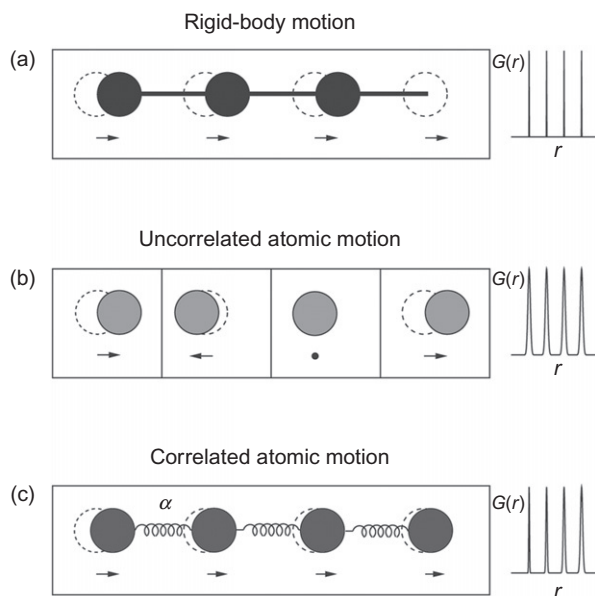 Rigid-body motion
(a)
G(r)
r
Uncorrelated atomic motion
(b)
G(r)
r
Correlated atomic motion
(c)
α
G(r)
r